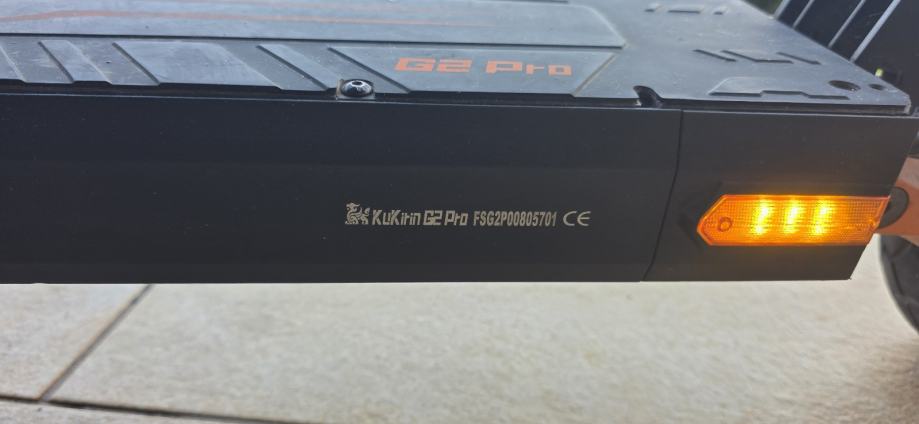 G2 Pro
KuKirin G2 Pro FSG2P00805701 CE